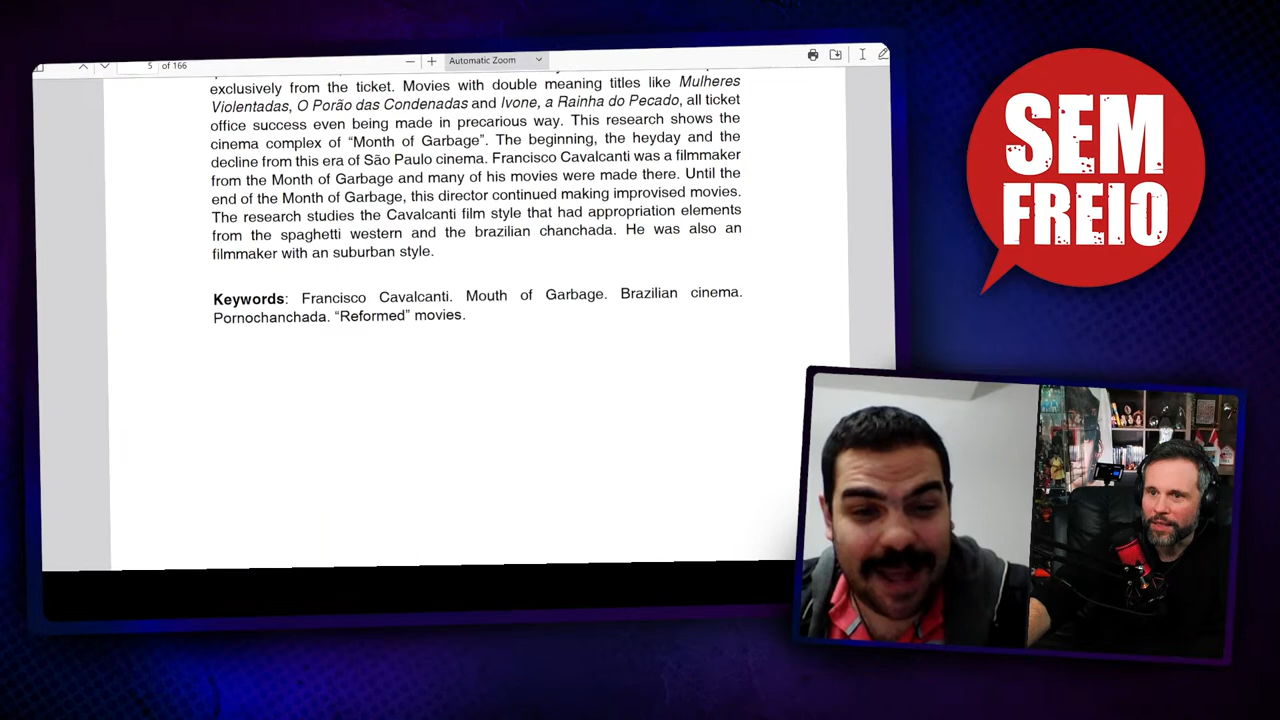 5 of 166
Automatic Zoom
exclusively from the ticket. Movies with double meaning titles like Mulheres
Violentadas, O Porão das Condenadas and Ivone, a Rainha do Pecado, all ticket
office success even being made in precarious way. This research shows the
cinema complex of “Month of Garbage”. The beginning, the heyday and the
decline from this era of São Paulo cinema. Francisco Cavalcanti was a filmmaker
from the Month of Garbage and many of his movies were made there. Until the
end of the Month of Garbage, this director continued making improvised movies.
The research studies the Cavalcanti film style that had appropriation elements
from the spaghetti western and the brazilian chanchada. He was also an
filmmaker with an suburban style.
Keywords: Francisco Cavalcanti. Mouth of Garbage. Brazilian cinema.
Pornochanchada. “Reformed” movies.
SEM
FREIO